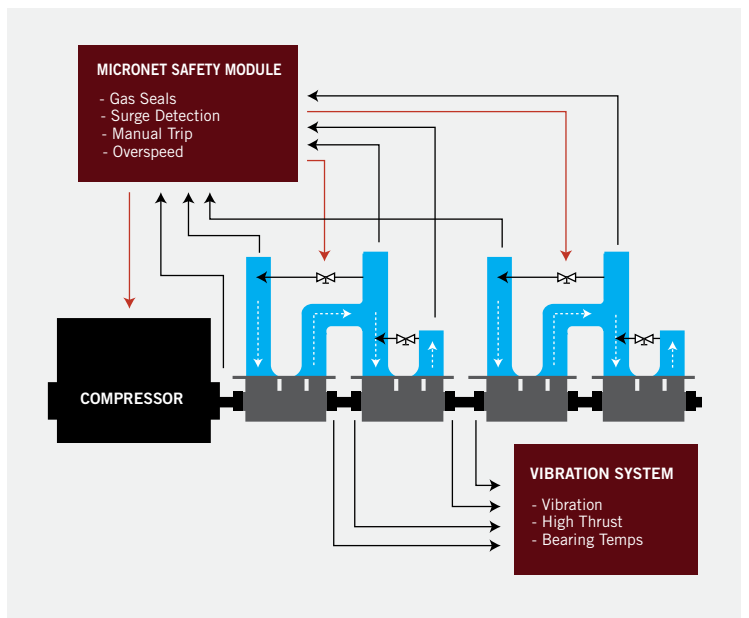 MICRONET SAFETY MODULE
- Gas Seals
- Surge Detection
- Manual Trip
- Overspeed
COMPRESSOR
VIBRATION SYSTEM
- Vibration
- High Thrust
- Bearing Temps